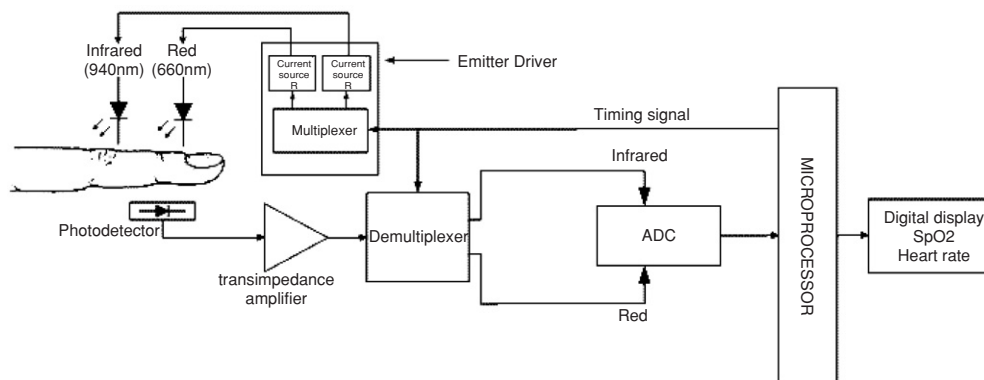 Infrared
(940nm)
Red
(660nm)
Current
source
R
Current
source
R
Emitter Driver
Multiplexer
Timing signal
Infrared
Photodetector
transimpedance
amplifier
Demultiplexer
ADC
Red
MICROPROCESSOR
Digital display
SpO2
Heart rate